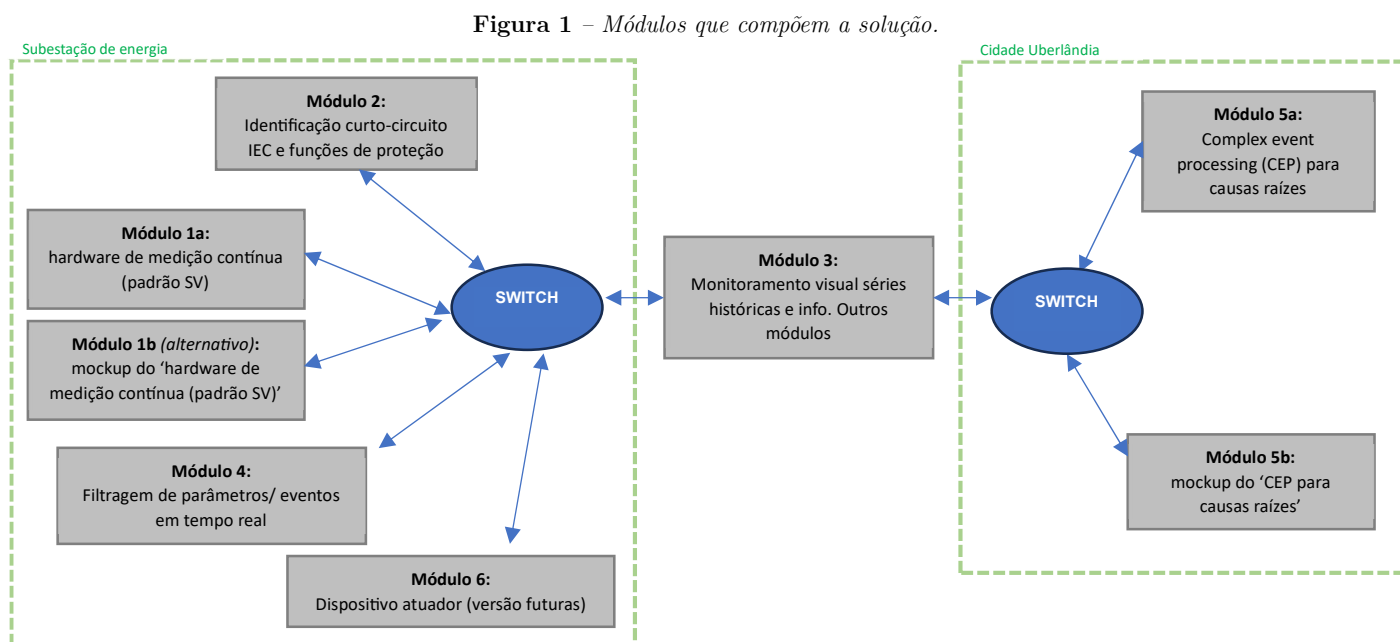 Figura 1 – Módulos que compõem a solução.
Subestação de energia
Cidade Uberlândia
Módulo 2:
Identificação curto-circuito
IEC e funções de proteção
Módulo 1a:
hardware de medição contínua
(padrão SV)
Módulo 1b (alternativo):
mockup do ‘hardware de
medição contínua (padrão SV)’
Módulo 4:
Filtragem de parâmetros/ eventos
em tempo real
Módulo 6:
Dispositivo atuador (versão futuras)
SWITCH
Módulo 3:
Monitoramento visual séries
históricas e info. Outros
módulos
SWITCH
Módulo 5a:
Complex event
processing (CEP) para
causas raízes
Módulo 5b:
mockup do ‘CEP para
causas raízes’